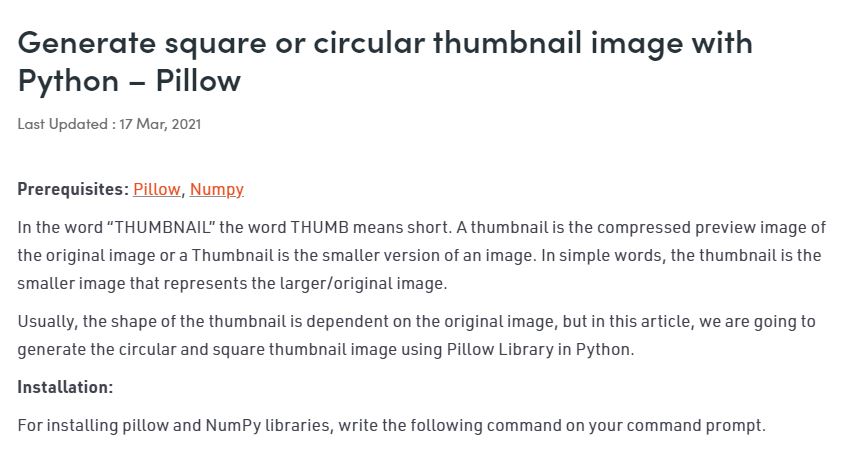 Generate square or circular thumbnail image with
Python – Pillow
Last Updated : 17 Mar, 2021
Prerequisites: Pillow, Numpy
In the word “THUMBNAIL” the word THUMB means short. A thumbnail is the compressed preview image of
the original image or a Thumbnail is the smaller version of an image. In simple words, the thumbnail is the
smaller image that represents the larger/original image.
Usually, the shape of the thumbnail is dependent on the original image, but in this article, we are going to
generate the circular and square thumbnail image using Pillow Library in Python.
Installation:
For installing pillow and NumPy libraries, write the following command on your command prompt.